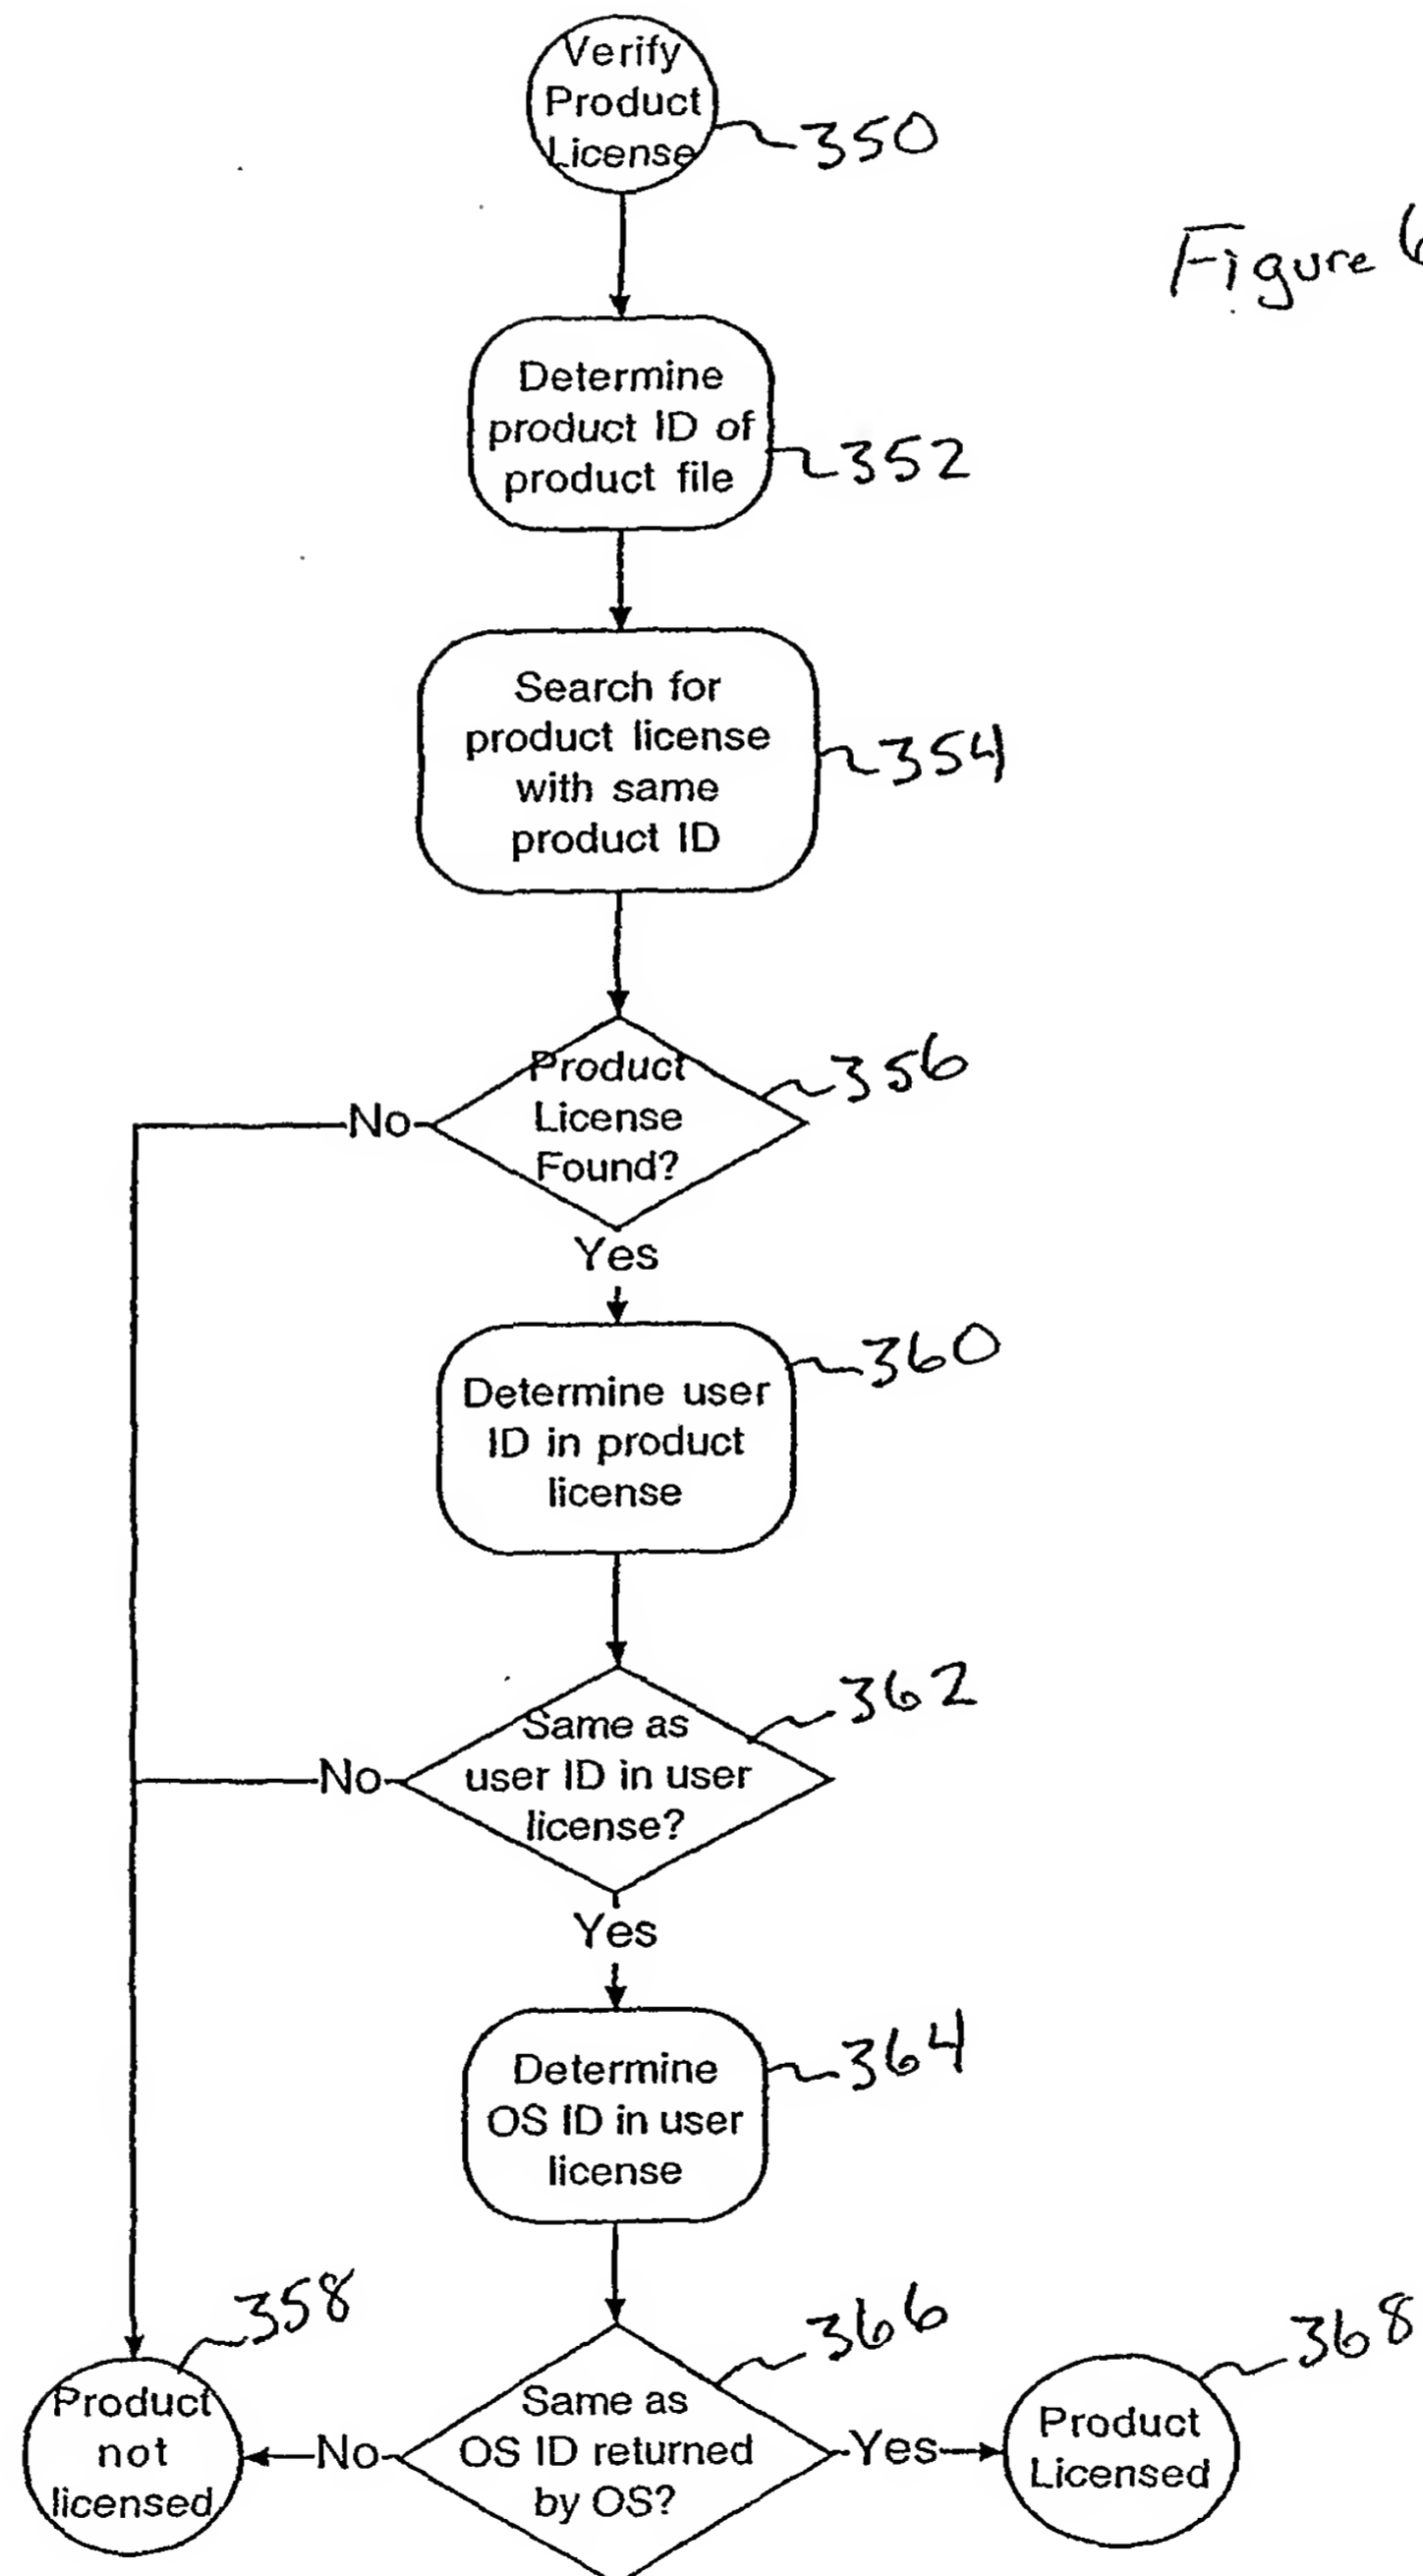 Verify
Product
License
350
Figure 6
Determine
product ID of
product file
352
Search for
product license
with same
product ID
354
Product
License
Found?
356
No
Yes
Determine user
ID in product
license
360
Same as
user ID in user
license?
362
No
Yes
Determine
OS ID in user
license
364
Same as
OS ID returned
by OS?
366
No
Yes
Product
not
licensed
358
Product
Licensed
368